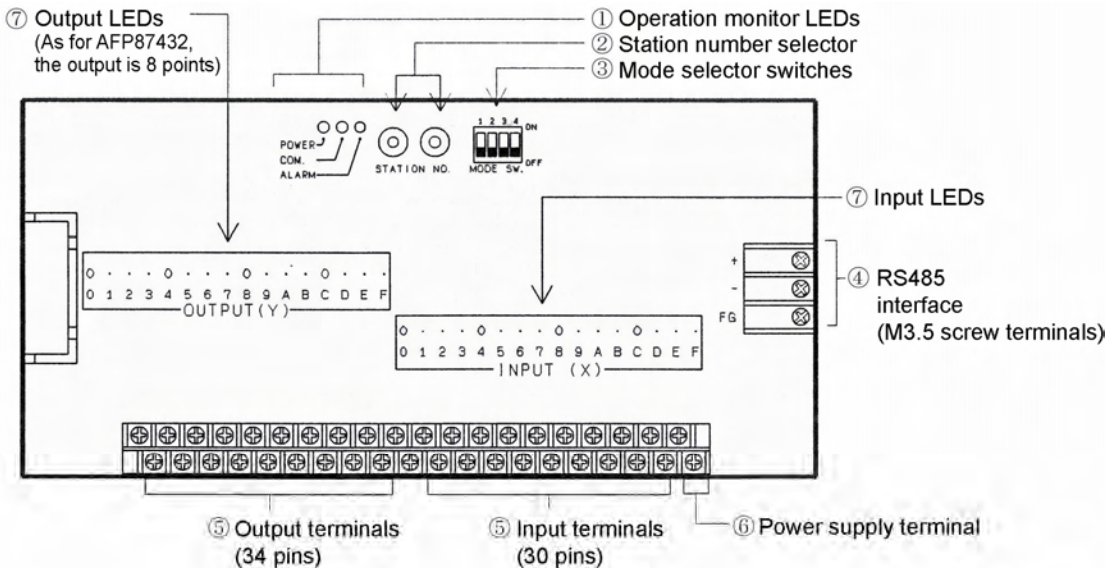 ⑦ Output LEDs
(As for AFP87432,
the output is 8 points)
① Operation monitor LEDs
② Station number selector
③ Mode selector switches
POWER
COM.
ALARM
STATION NO.
1 2 3 4
ON
OFF
MODE SW.
⑦ Input LEDs
0 1 2 3 4 5 6 7 8 9 A B C D E F
OUTPUT(Y)
0 1 2 3 4 5 6 7 8 9 A B C D E F
INPUT (X)
+
-
FG
④ RS485
interface
(M3.5 screw terminals)
⑤ Output terminals
(34 pins)
⑤ Input terminals
(30 pins)
⑥ Power supply terminal